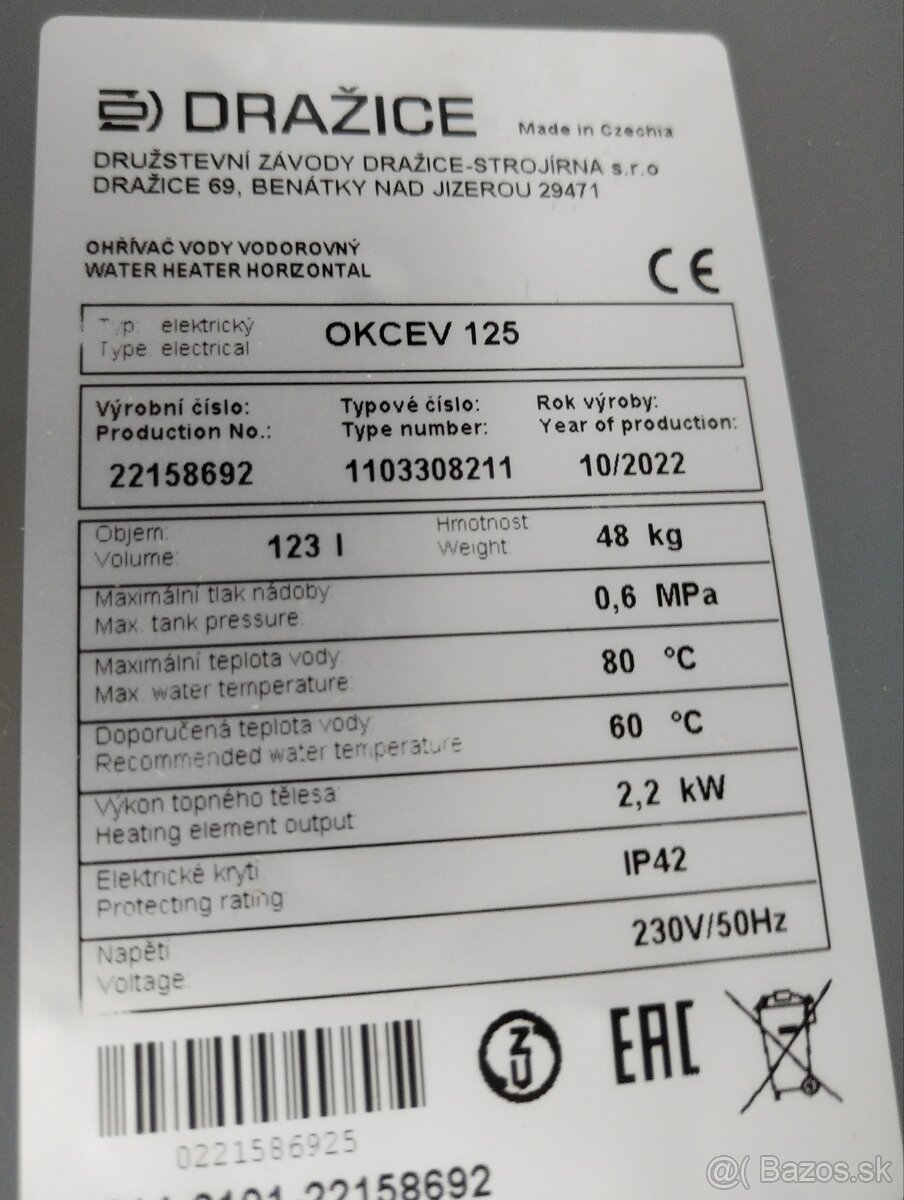 DRAŽICE Made in Czechia
DRUŽSTEVNÍ ZÁVODY DRAŽICE-STROJÍRNA s.r.o
DRAŽICE 69, BENÁTKY NAD JIZEROU 29471
OHŘÍVAČ VODY VODOROVNÝ
WATER HEATER HORIZONTAL
CE
Typ: elektrický
Type: electrical
OKCEV 125
Výrobní číslo: Typové číslo: Rok výroby:
Production No.: Type number: Year of production:
22158692 1103308211 10/2022
Objem: Hmotnost
Volume: 123 l Weight 48 kg
Maximální tlak nádoby:
Max. tank pressure 0,6 MPa
Maximální teplota vody:
Max. water temperature 80 °C
Doporučená teplota vody:
Recommended water temperature 60 °C
Výkon topného tělesa:
Heating element output 2,2 kW
Elektrické krytí
Protecting rating IP42
Napětí
Voltage: 230V/50Hz
ZU
EAC
0221586925
22158692
@( Bazos.sk